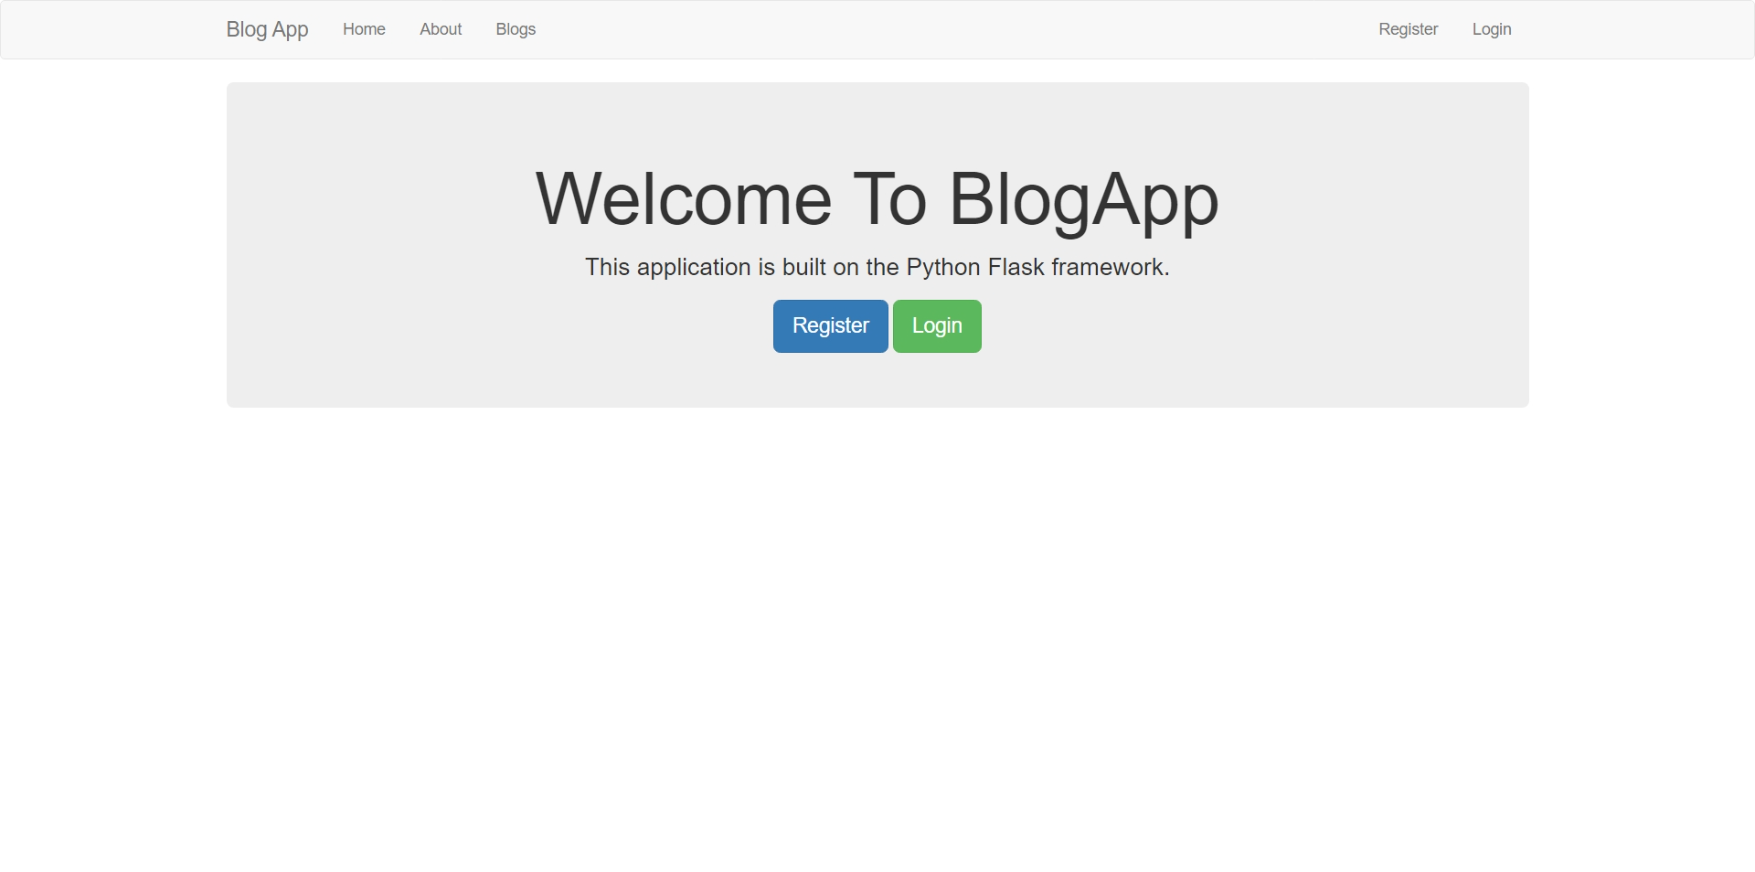 Blog App Home About Blogs Register Login
Welcome To BlogApp
This application is built on the Python Flask framework.
Register Login